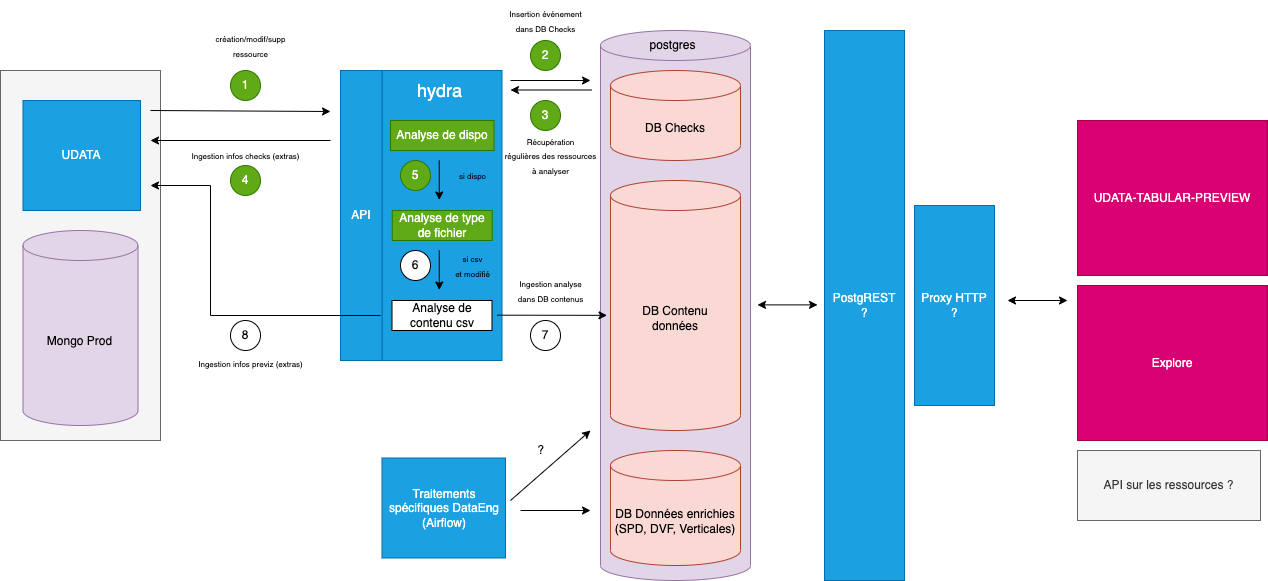 création/modif/supp
ressource
1
UDATA
Ingestion infos checks (extras)
4
Mongo Prod
8
Ingestion infos previz (extras)
API
hydra
Analyse de dispo
5
si dispo
Analyse de type
de fichier
6
si csv
et modifié
Analyse de
contenu csv
Insertion événement
dans DB Checks
2
3
Récupération
régulières des ressources
à analyser
Ingestion analyse
dans DB contenus
7
?
Traitements
spécifiques DataEng
(Airflow)
postgres
DB Checks
DB Contenu
données
DB Données enrichies
(SPD, DVF, Verticales)
PostgREST
?
Proxy HTTP
?
UDATA-TABULAR-PREVIEW
Explore
API sur les ressources ?